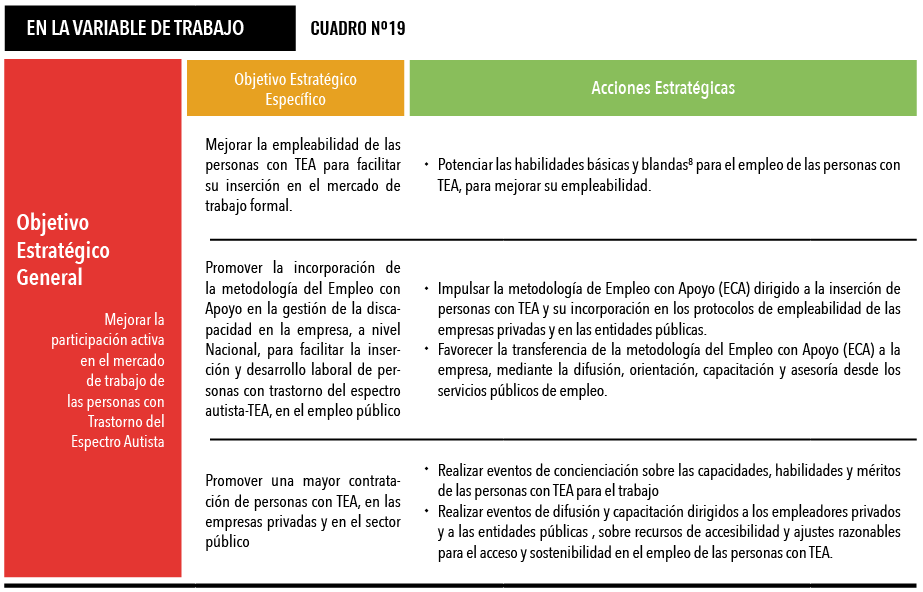 EN LA VARIABLE DE TRABAJO
CUADRO Nº19
Objetivo Estratégico
General
Mejorar la
participación activa
en el mercado
de trabajo de
las personas con
Trastorno del
Espectro Autista
Objetivo Estratégico
Específico
Acciones Estratégicas
Mejorar la empleabilidad de las
personas con TEA para facilitar
su inserción en el mercado de
trabajo formal.
• Potenciar las habilidades básicas y blandas⁸ para el empleo de las personas con
TEA, para mejorar su empleabilidad.
Promover la incorporación de
la metodología del Empleo con
Apoyo en la gestión de la disca-
pacidad en la empresa, a nivel
Nacional, para facilitar la inser-
ción y desarrollo laboral de per-
sonas con trastorno del espectro
autista-TEA, en el empleo público
• Impulsar la metodología de Empleo con Apoyo (ECA) dirigido a la inserción de
personas con TEA y su incorporación en los protocolos de empleabilidad de las
empresas privadas y en las entidades públicas.
• Favorecer la transferencia de la metodología del Empleo con Apoyo (ECA) a la
empresa, mediante la difusión, orientación, capacitación y asesoría desde los
servicios públicos de empleo.
Promover una mayor contrata-
ción de personas con TEA, en las
empresas privadas y en el sector
público
• Realizar eventos de concienciación sobre las capacidades, habilidades y méritos
de las personas con TEA para el trabajo
• Realizar eventos de difusión y capacitación dirigidos a los empleadores privados
y a las entidades públicas , sobre recursos de accesibilidad y ajustes razonables
para el acceso y sostenibilidad en el empleo de las personas con TEA.